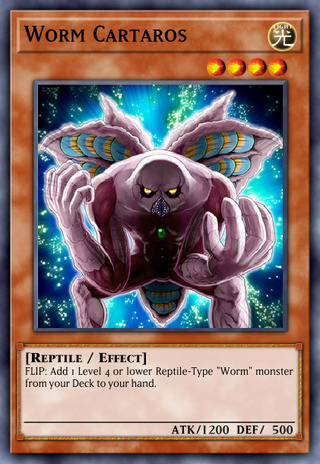 Worm Cartaros
LIGHT
光
[Reptile / Effect]
FLIP: Add 1 Level 4 or lower Reptile-Type "Worm" monster
from your Deck to your hand.
ATK/1200 DEF/ 500